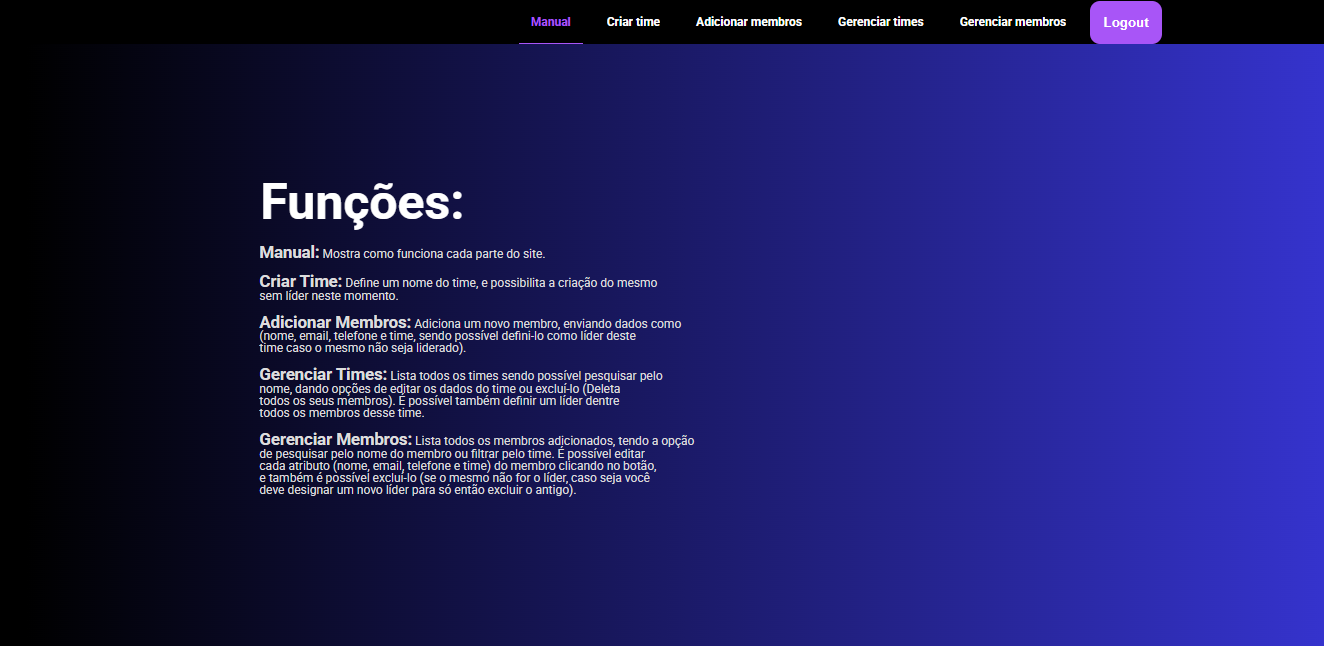 Manual Criar time Adicionar membros Gerenciar times Gerenciar membros Logout
Funções:
Manual: Mostra como funciona cada parte do site.
Criar Time: Define um nome do time, e possibilita a criação do mesmo
sem líder neste momento.
Adicionar Membros: Adiciona um novo membro, enviando dados como
(nome, email, telefone e time, sendo possível defini-lo como líder deste
time caso o mesmo não seja liderado).
Gerenciar Times: Lista todos os times sendo possível pesquisar pelo
nome, dando opções de editar os dados do time ou excluí-lo (Deleta
todos os seus membros). É possível também definir um líder dentre
todos os membros desse time.
Gerenciar Membros: Lista todos os membros adicionados, tendo a opção
de pesquisar pelo nome do membro ou filtrar pelo time. É possível editar
cada atributo (nome, email, telefone e time) do membro clicando no botão,
e também é possível excluí-lo (se o mesmo não for o líder, caso seja você
deve designar um novo líder para só então excluir o antigo).